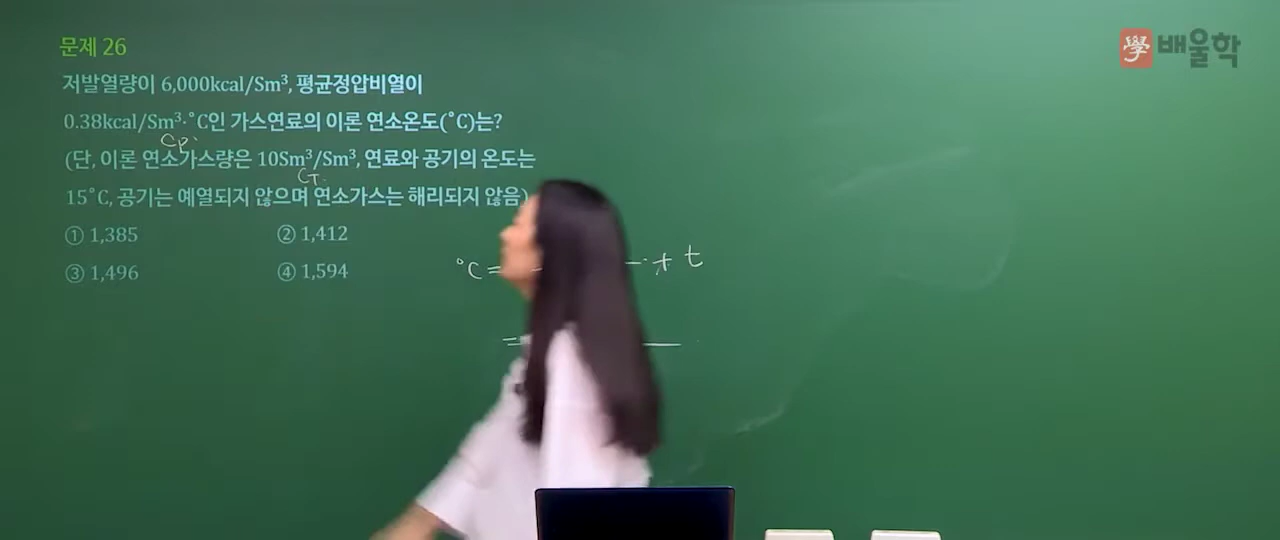 문제 26
學 배울학
저발열량이 6,000kcal/Sm³, 평균정압비열이
0.38kcal/Sm³·˚C인 가스연료의 이론 연소온도(˚C)는?
Cp
(단, 이론 연소가스량은 10Sm³/Sm³, 연료와 공기의 온도는
G
15˚C, 공기는 예열되지 않으며 연소가스는 해리되지 않음)
① 1,385 ② 1,412
③ 1,496 ④ 1,594
˚C = + t
=